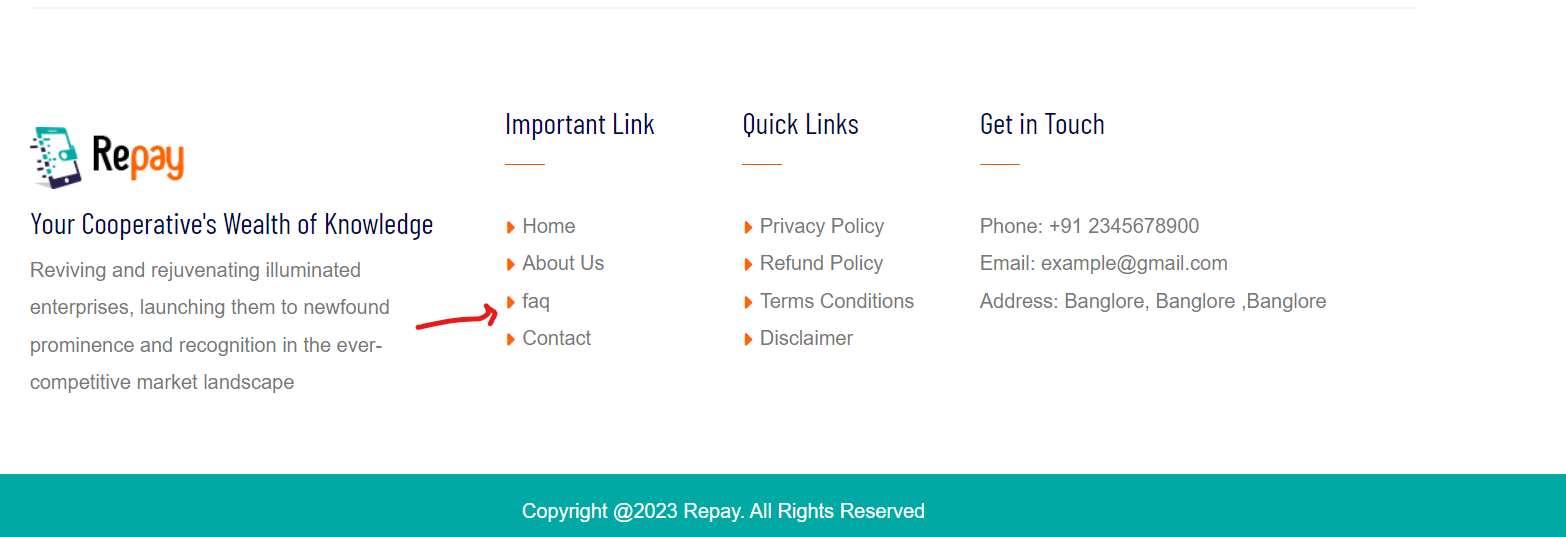 Repay
Your Cooperative's Wealth of Knowledge
Reviving and rejuvenating illuminated
enterprises, launching them to newfound
prominence and recognition in the ever-
competitive market landscape
Important Link
Home
About Us
faq
Contact
Quick Links
Privacy Policy
Refund Policy
Terms Conditions
Disclaimer
Get in Touch
Phone: +91 2345678900
Email: example@gmail.com
Address: Banglore, Banglore ,Banglore
Copyright @2023 Repay. All Rights Reserved